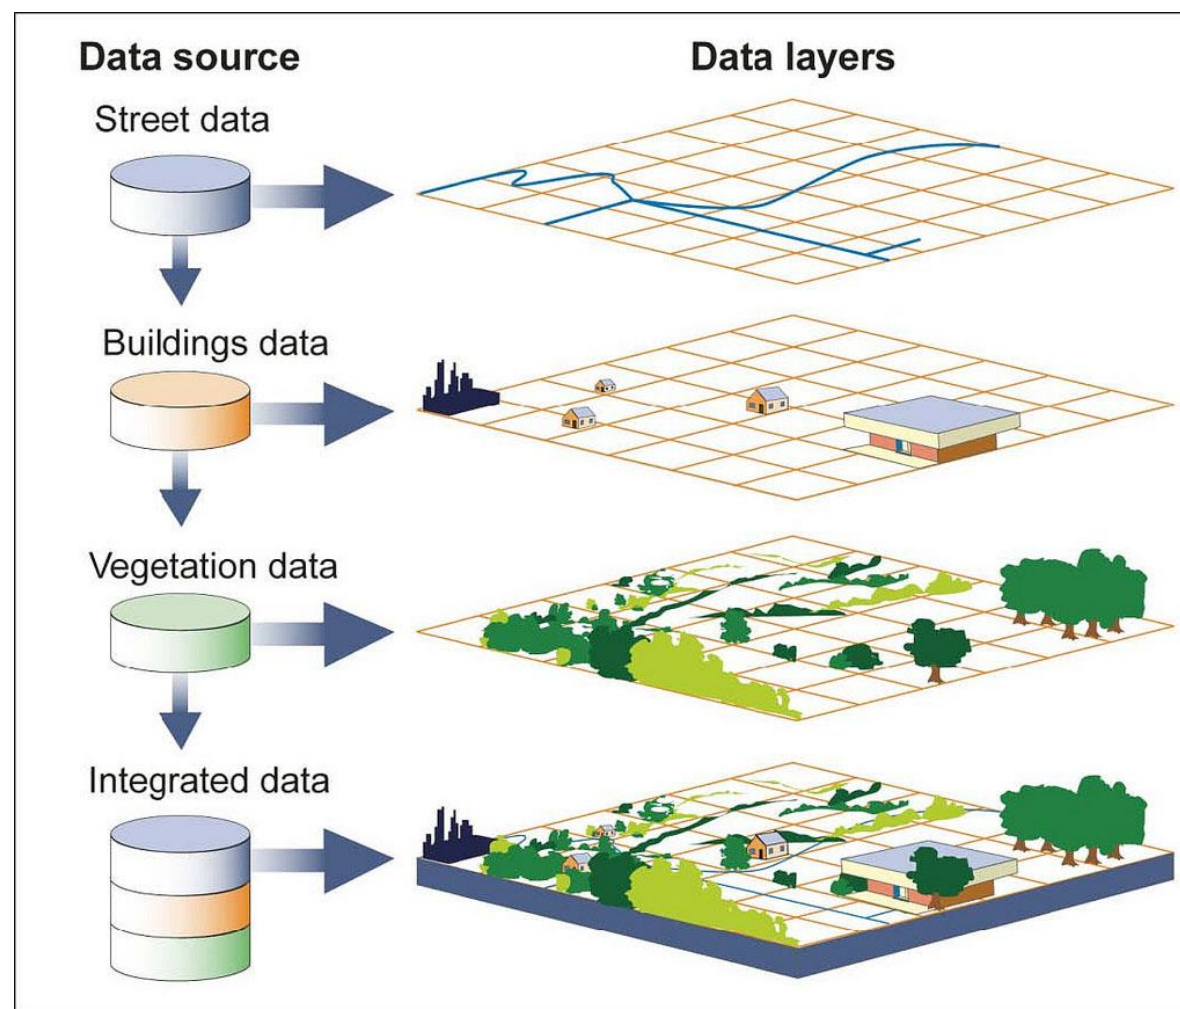 Data source
Data layers
Street data
Buildings data
Vegetation data
Integrated data